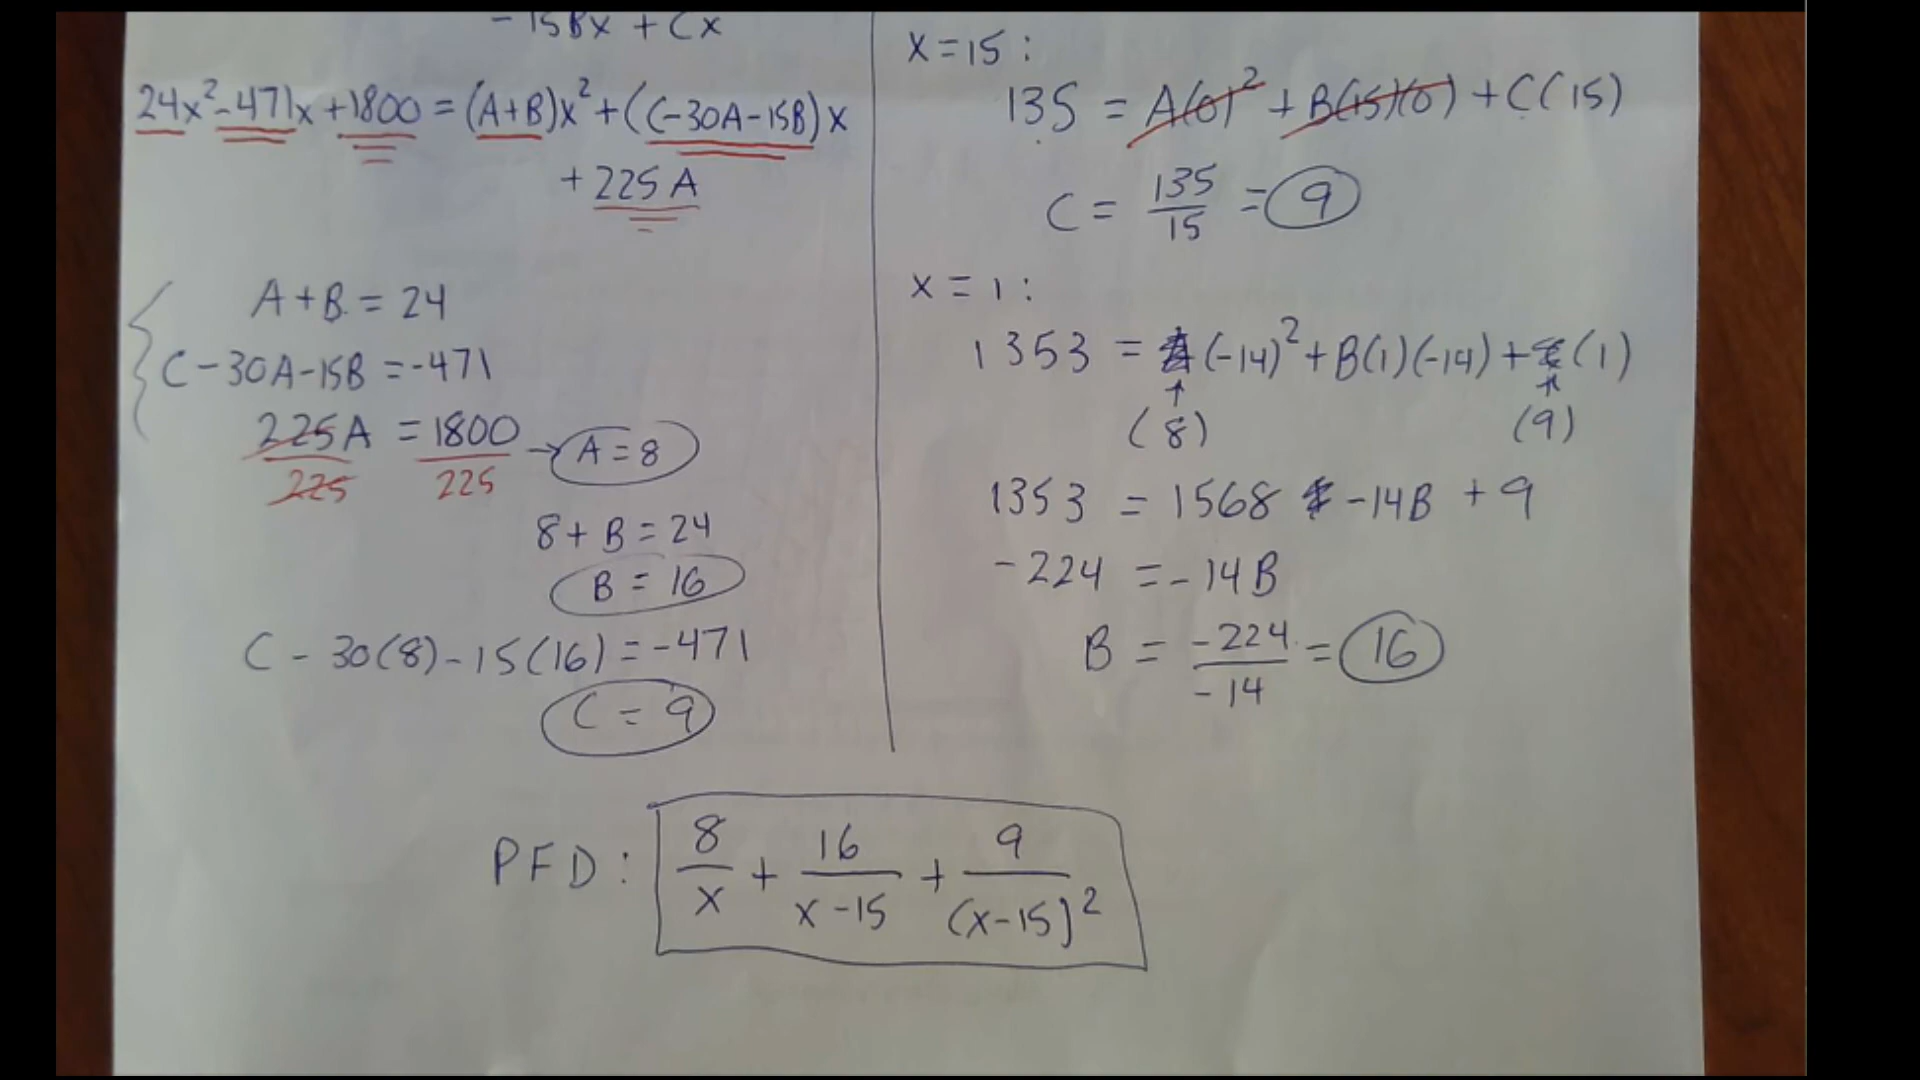 - 15Bx + Cx
24x² - 471x + 1800 = (A+B)x² + (C-30A-15B)x
+ 225A
A + B = 24
C - 30A - 15B = -471
225A = 1800 → A = 8
225 225
8 + B = 24
B = 16
C - 30(8) - 15(16) = -471
C = 9
x = 15 :
135 = A(0)² + B(15)(0) + C(15)
C = 135/15 = 9
x = 1 :
1353 = A(-14)² + B(1)(-14) + C(1)
↑ ↑
(8) (9)
1353 = 1568 - 14B + 9
-224 = -14B
B = -224/-14 = 16
PFD : 8/x + 16/(x-15) + 9/(x-15)²